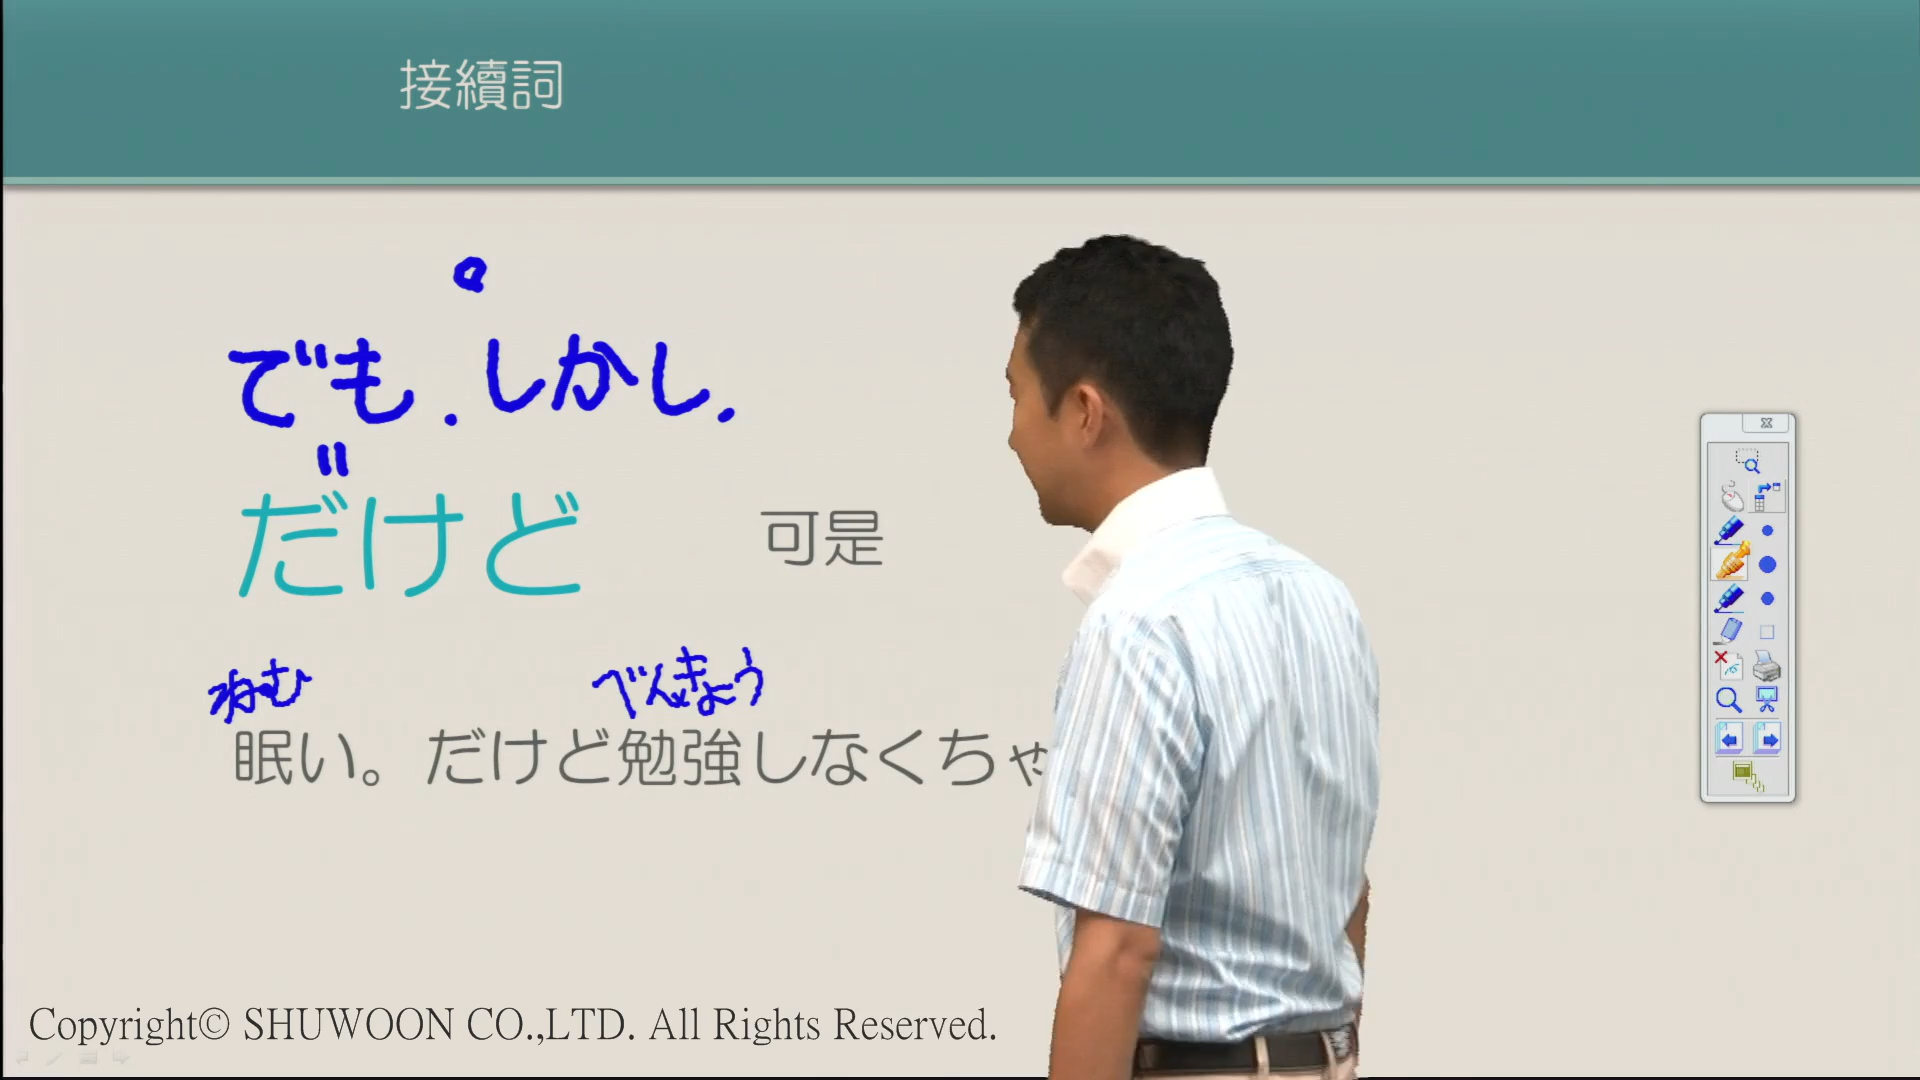 接續詞
でも.しかし.
〃
だけど 可是
ねむ べんきょう
眠い。だけど勉強しなくちゃ
Copyright© SHUWOON CO.,LTD. All Rights Reserved.